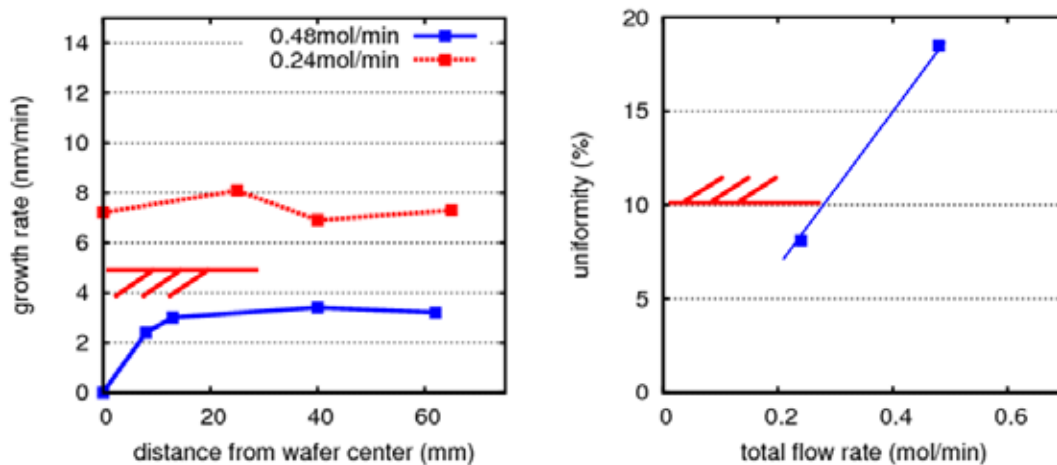 14
12
10
8
6
4
2
0
0.48mol/min
0.24mol/min
growth rate (nm/min)
0 20 40 60
distance from wafer center (mm)
20
15
10
5
0
uniformity (%)
0 0.2 0.4 0.6
total flow rate (mol/min)